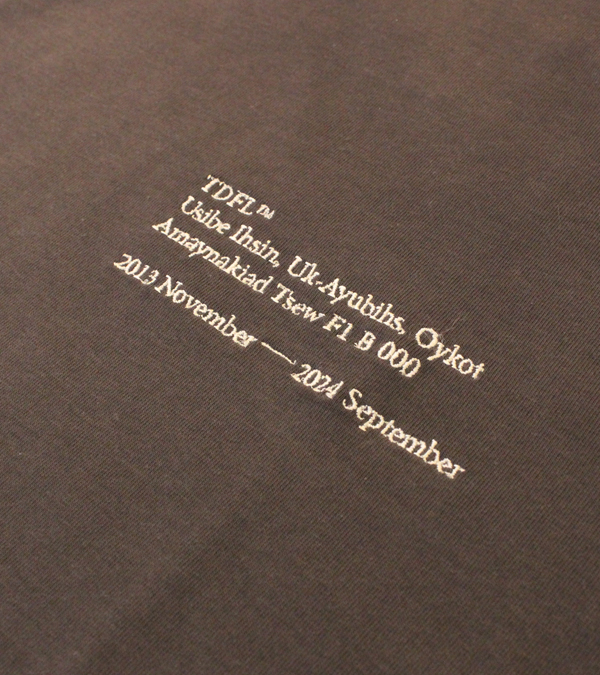 TDFL™
Usibe Ihsin, Uk-Ayubihs, Oykot
Amaynakiad Tsew F1 B 000
2013 November — 2024 September